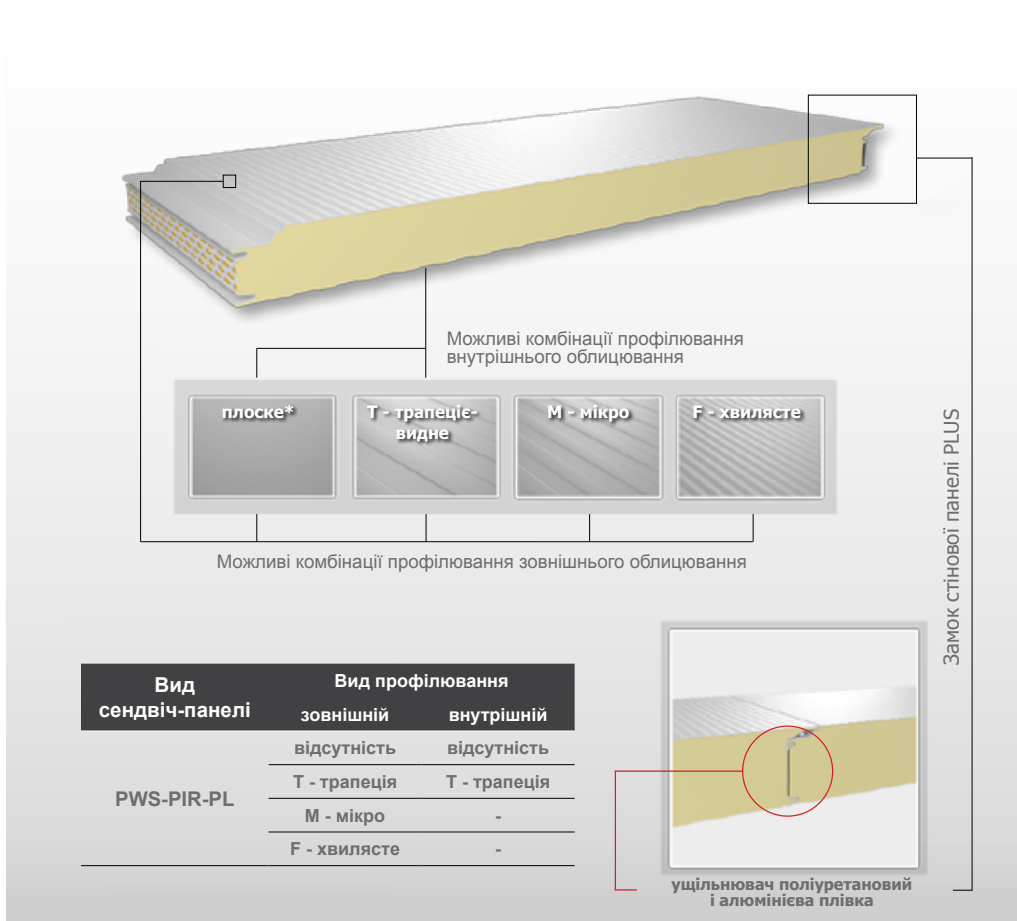 Можливі комбінації профілювання
внутрішнього облицювання
плоске*
Т - трапеціє-
видне
М - мікро
F - хвилясте
Можливі комбінації профілювання зовнішнього облицювання
Замок стінової панелі PLUS
Вид
сендвіч-панелі
Вид профілювання
зовнішній
внутрішній
PWS-PIR-PL
відсутність
відсутність
Т - трапеція
Т - трапеція
М - мікро
-
F - хвилясте
-
ущільнювач поліуретановий
і алюмінієва плівка